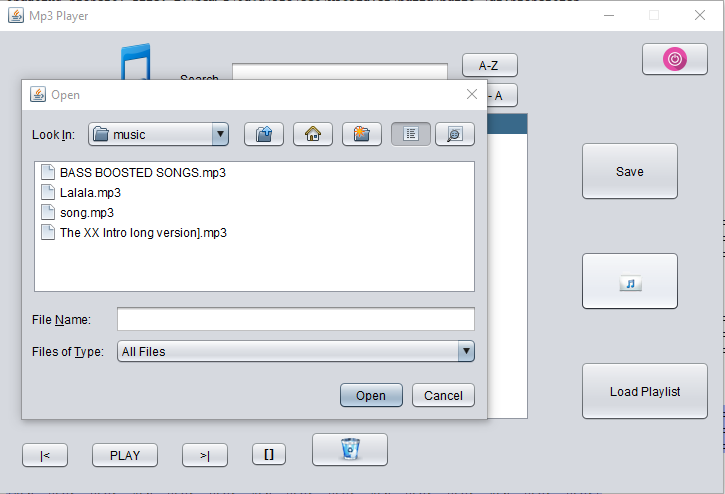 Mp3 Player
Search
A-Z
- A
Open
Look In:
music
BASS BOOSTED SONGS.mp3
Lalala.mp3
song.mp3
The XX Intro long version].mp3
File Name:
Files of Type:
All Files
Open
Cancel
Save
Load Playlist
|<
PLAY
>|
[]